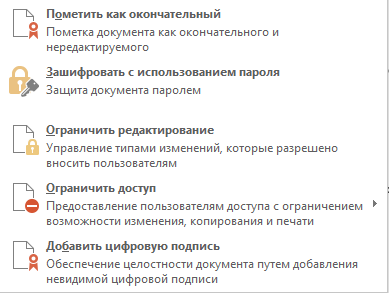 Пометить как окончательный
Пометка документа как окончательного и
нередактируемого
Зашифровать с использованием пароля
Защита документа паролем
Ограничить редактирование
Управление типами изменений, которые разрешено
вносить пользователям
Ограничить доступ
Предоставление пользователям доступа с ограничением
возможности изменения, копирования и печати
Добавить цифровую подпись
Обеспечение целостности документа путем добавления
невидимой цифровой подписи